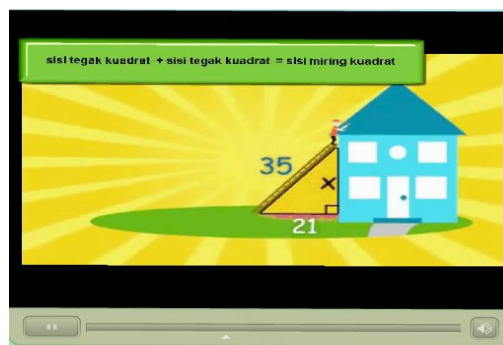 sisi tegak kuadrat + sisi tegak kuadrat = sisi miring kuadrat
35
x
21